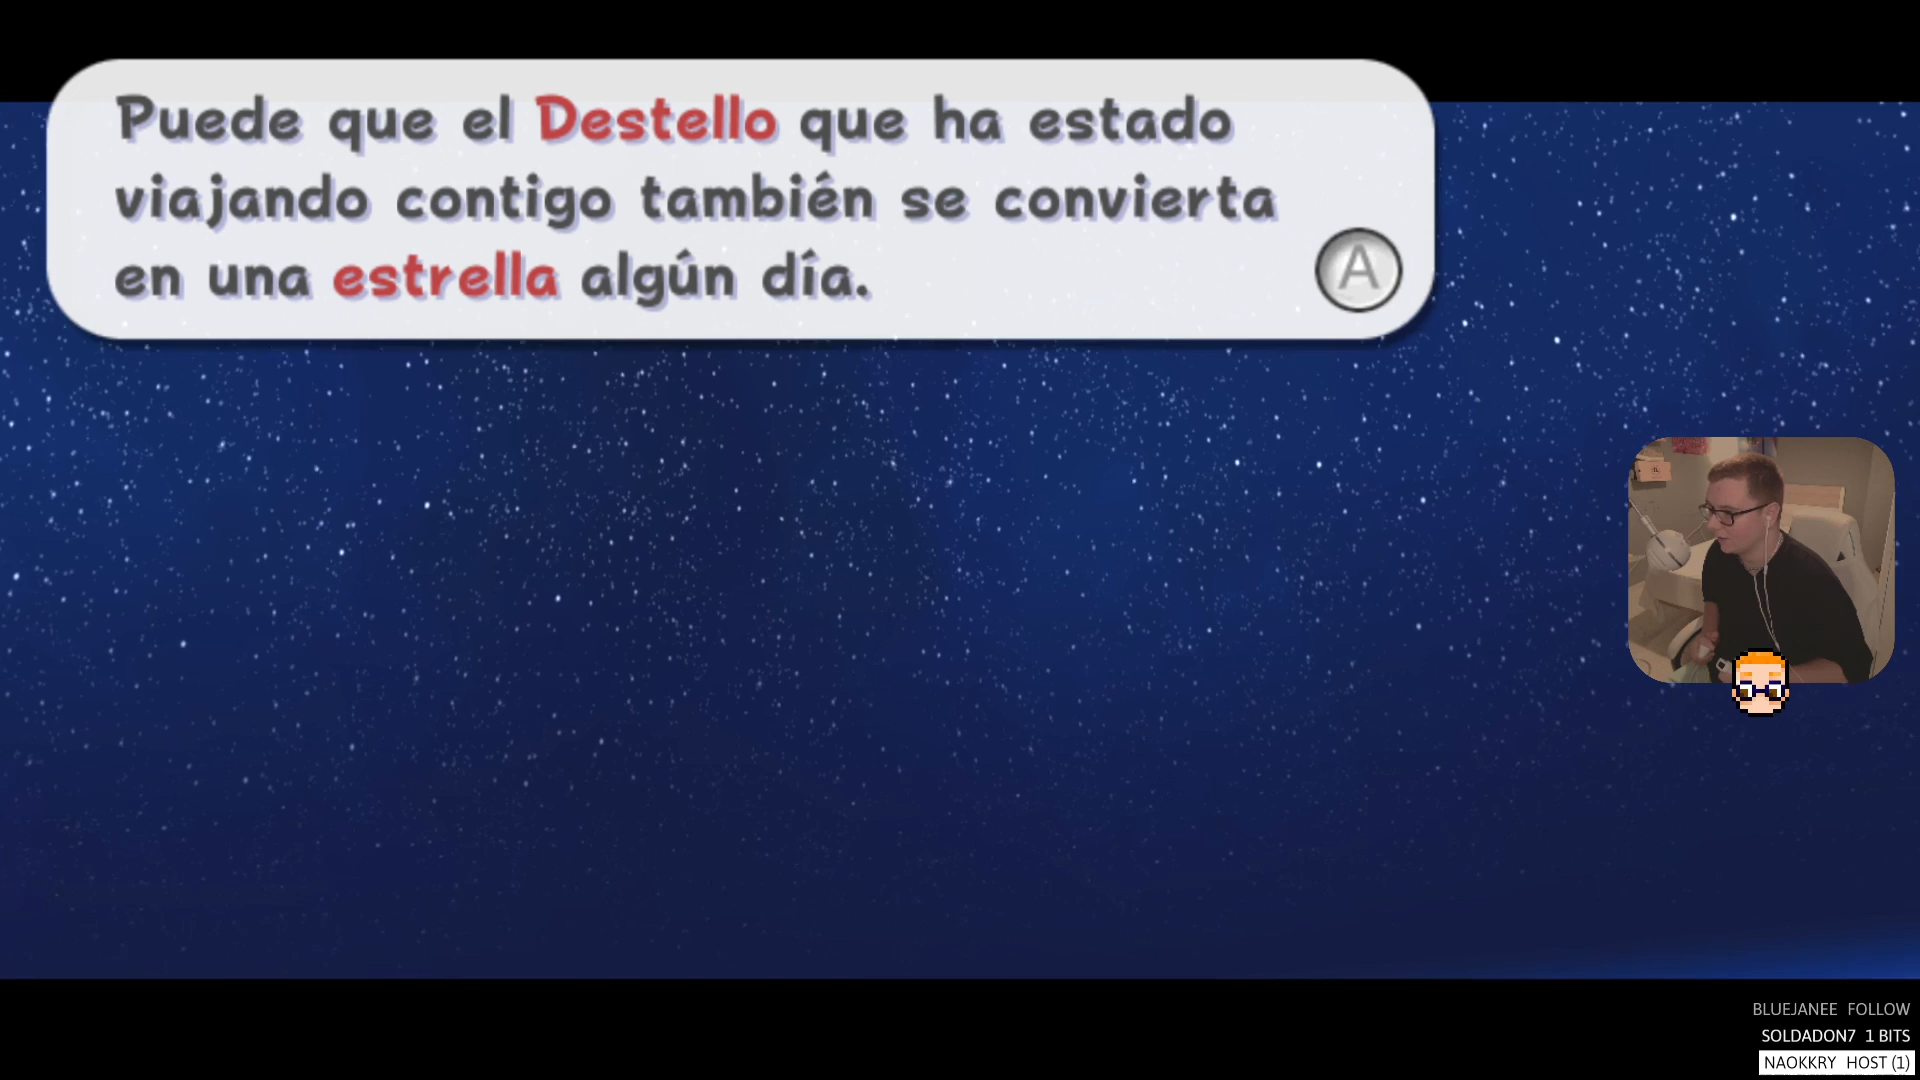 Puede que el Destello que ha estado
viajando contigo también se convierta
en una estrella algún día.
A
BLUEJANEE FOLLOW
SOLDADON7 1 BITS
NAOKKRY HOST (1)